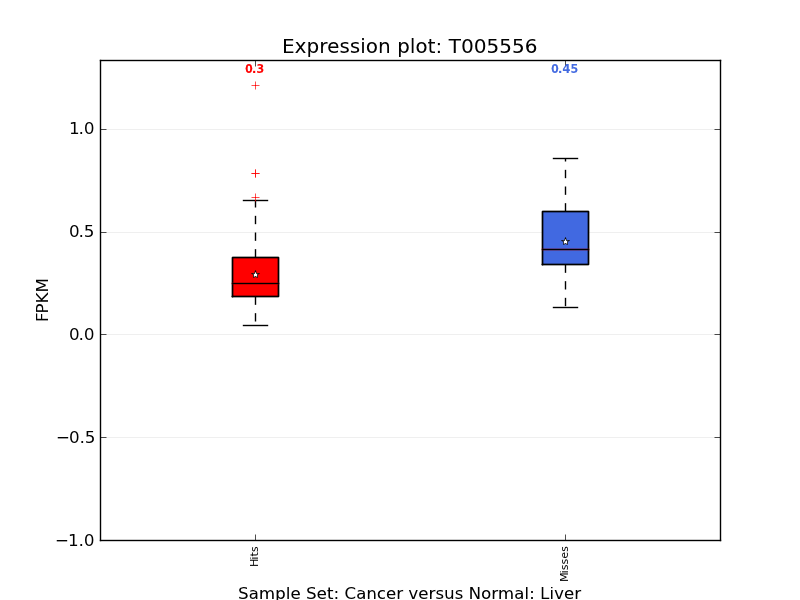 Expression plot: T005556
0.3
0.45
1.0
0.5
0.0
−0.5
−1.0
FPKM
Hits
Misses
Sample Set: Cancer versus Normal: Liver